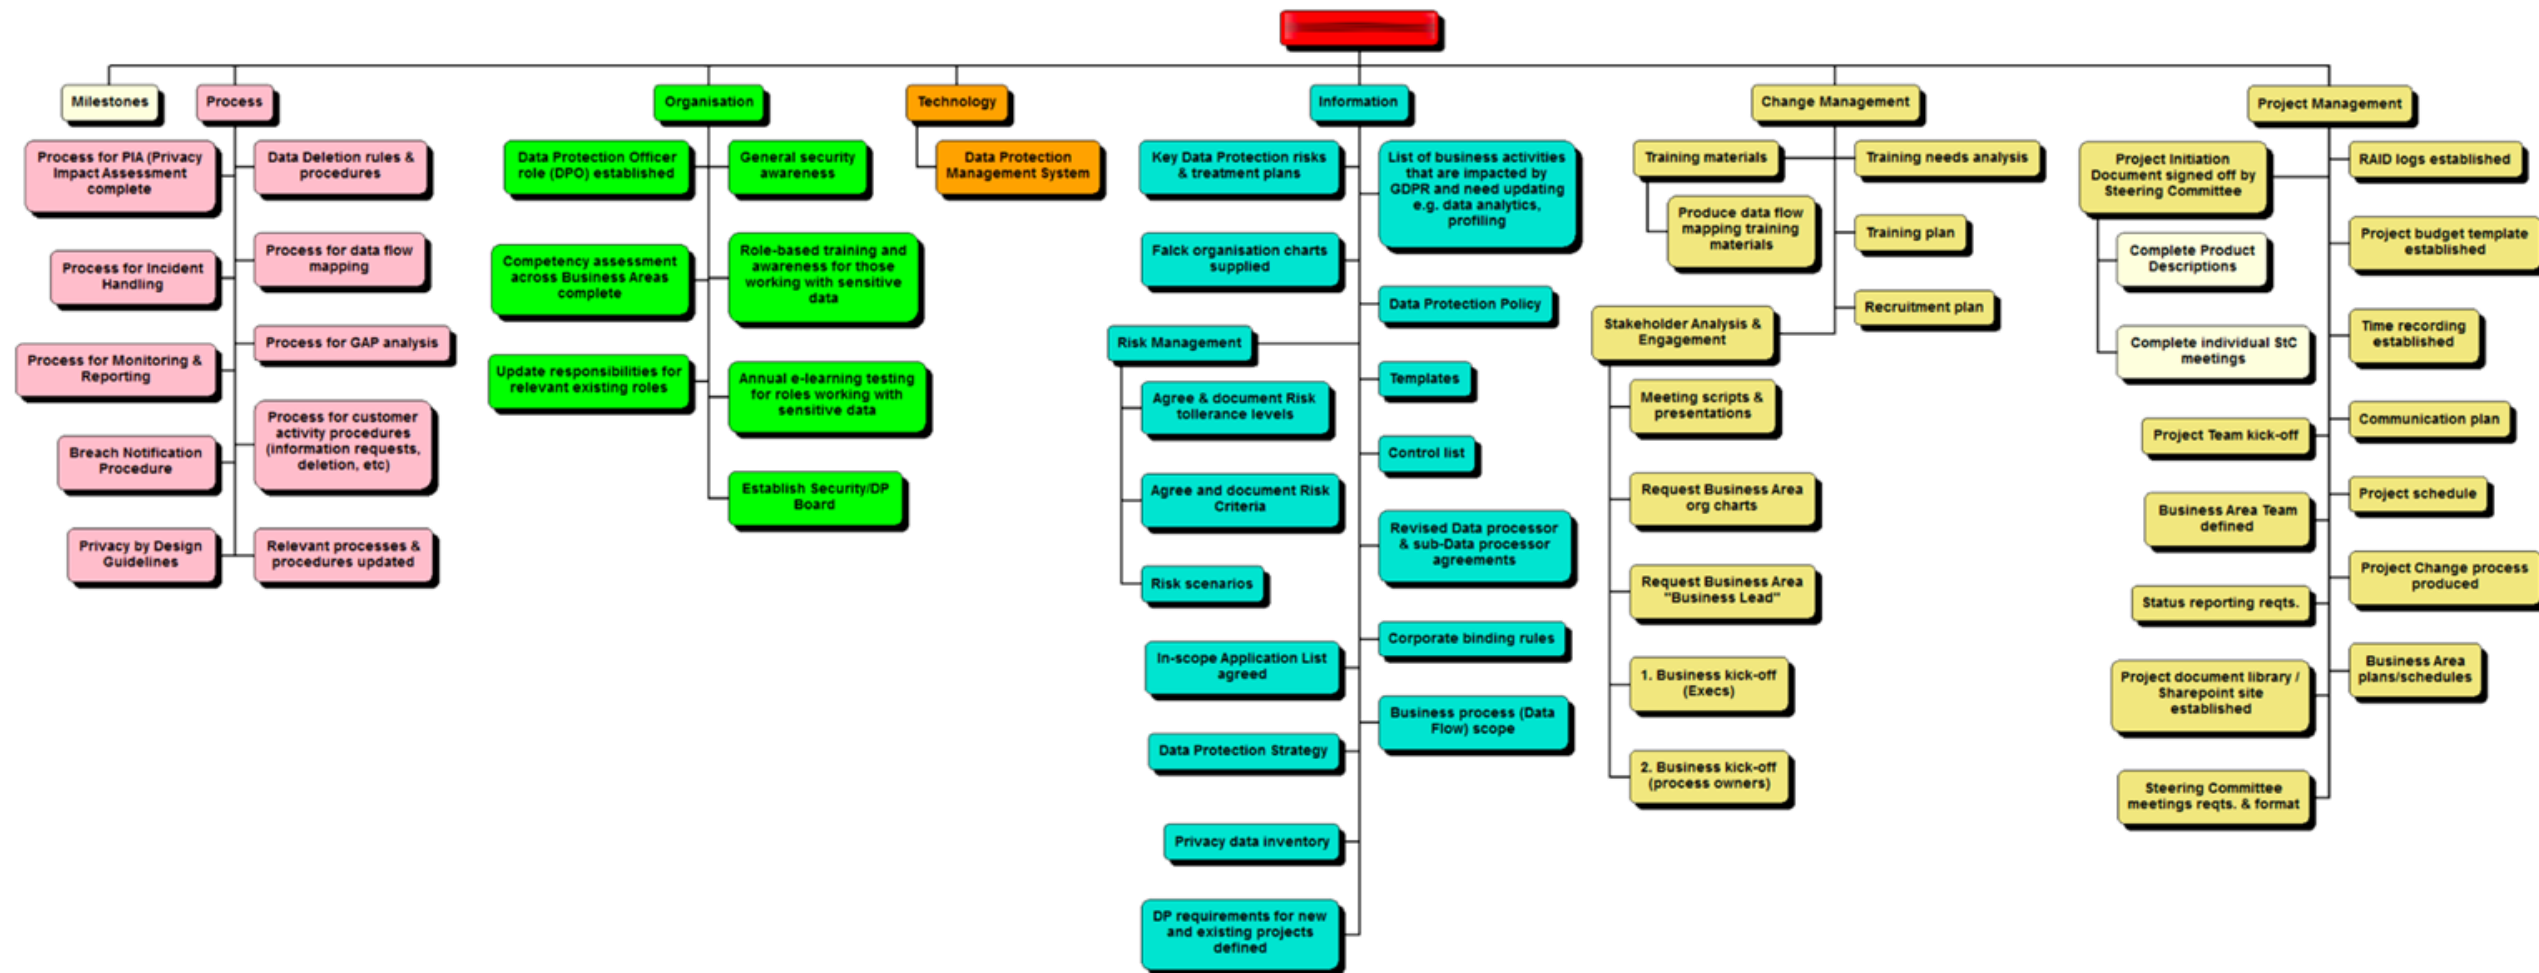 Milestones
Process
Process for PIA (Privacy
Impact Assessment
complete
Data Deletion rules &
procedures
Process for Incident
Handling
Process for data flow
mapping
Process for Monitoring &
Reporting
Process for GAP analysis
Breach Notification
Procedure
Process for customer
activity procedures
(information requests,
deletion, etc)
Privacy by Design
Guidelines
Relevant processes &
procedures updated
Organisation
Data Protection Officer
role (DPO) established
General security
awareness
Competency assessment
across Business Areas
complete
Role-based training and
awareness for those
working with sensitive
data
Update responsibilities for
relevant existing roles
Annual e-learning testing
for roles working with
sensitive data
Establish Security/DP
Board
Technology
Data Protection
Management System
Information
Key Data Protection risks
& treatment plans
List of business activities
that are impacted by
GDPR and need updating
e.g. data analytics,
profiling
Falck organisation charts
supplied
Data Protection Policy
Risk Management
Agree & document Risk
tollerance levels
Agree and document Risk
Criteria
Risk scenarios
Templates
Control list
Revised Data processor
& sub-Data processor
agreements
Corporate binding rules
In-scope Application List
agreed
Business process (Data
Flow) scope
Data Protection Strategy
Privacy data inventory
DP requirements for new
and existing projects
defined
Change Management
Training materials
Produce data flow
mapping training
materials
Training needs analysis
Training plan
Recruitment plan
Stakeholder Analysis &
Engagement
Meeting scripts &
presentations
Request Business Area
org charts
Request Business Area
"Business Lead"
1. Business kick-off
(Execs)
2. Business kick-off
(process owners)
Project Management
Project Initiation
Document signed off by
Steering Committee
Complete Product
Descriptions
Complete individual StC
meetings
RAID logs established
Project budget template
established
Time recording
established
Communication plan
Project Team kick-off
Project schedule
Business Area Team
defined
Project Change process
produced
Status reporting reqts.
Business Area
plans/schedules
Project document library /
Sharepoint site
established
Steering Committee
meetings reqts. & format